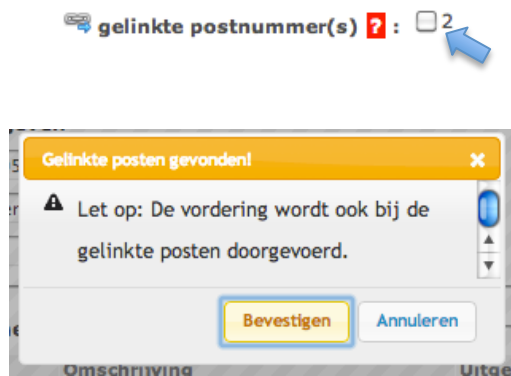 gelinkte postnummer(s) ? : 2
Gelinkte posten gevonden!
Let op: De vordering wordt ook bij de
gelinkte posten doorgevoerd.
Bevestigen Annuleren
Omschrijving